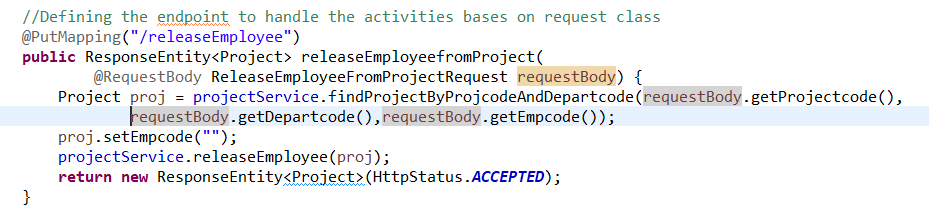 //Defining the endpoint to handle the activities bases on request class
@PutMapping("/releaseEmployee")
public ResponseEntity<Project> releaseEmployeefromProject(
@RequestBody ReleaseEmployeeFromProjectRequest requestBody) {
Project proj = projectService.findProjectByProjcodeAndDepartcode(requestBody.getProjectcode(),
requestBody.getDepartcode(),requestBody.getEmpcode());
proj.setEmpcode("");
projectService.releaseEmployee(proj);
return new ResponseEntity<Project>(HttpStatus.ACCEPTED);
}